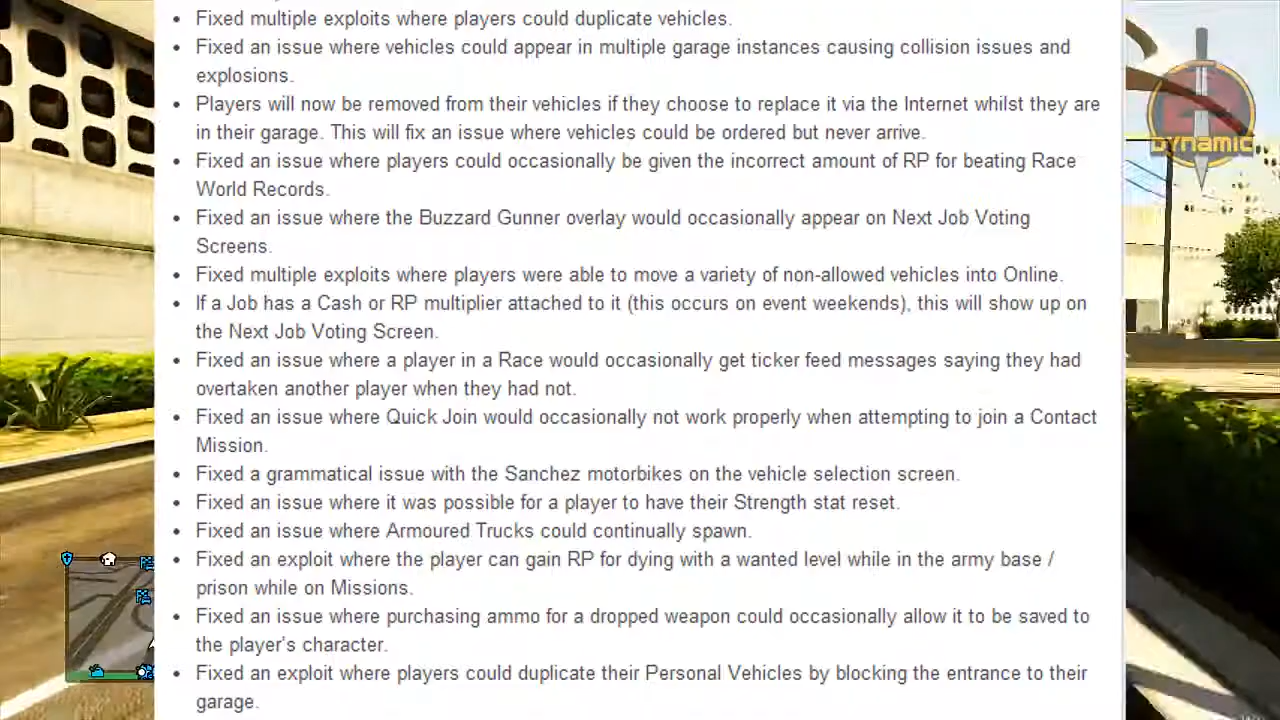 Fixed multiple exploits where players could duplicate vehicles.
Fixed an issue where vehicles could appear in multiple garage instances causing collision issues and
explosions.
Players will now be removed from their vehicles if they choose to replace it via the Internet whilst they are
in their garage. This will fix an issue where vehicles could be ordered but never arrive.
Fixed an issue where players could occasionally be given the incorrect amount of RP for beating Race
World Records.
Fixed an issue where the Buzzard Gunner overlay would occasionally appear on Next Job Voting
Screens.
Fixed multiple exploits where players were able to move a variety of non-allowed vehicles into Online.
If a Job has a Cash or RP multiplier attached to it (this occurs on event weekends), this will show up on
the Next Job Voting Screen.
Fixed an issue where a player in a Race would occasionally get ticker feed messages saying they had
overtaken another player when they had not.
Fixed an issue where Quick Join would occasionally not work properly when attempting to join a Contact
Mission.
Fixed a grammatical issue with the Sanchez motorbikes on the vehicle selection screen.
Fixed an issue where it was possible for a player to have their Strength stat reset.
Fixed an issue where Armoured Trucks could continually spawn.
Fixed an exploit where the player can gain RP for dying with a wanted level while in the army base /
prison while on Missions.
Fixed an issue where purchasing ammo for a dropped weapon could occasionally allow it to be saved to
the player's character.
Fixed an exploit where players could duplicate their Personal Vehicles by blocking the entrance to their
garage.
DYNAMIC